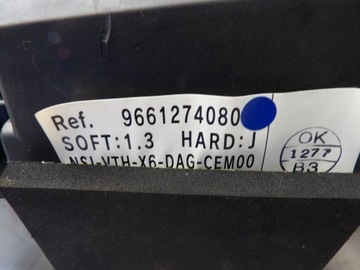 Ref. 9661274080
SOFT:1.3 HARD:J
NSI-VTH-X6-DAG-CEM00
OK
1277
B3